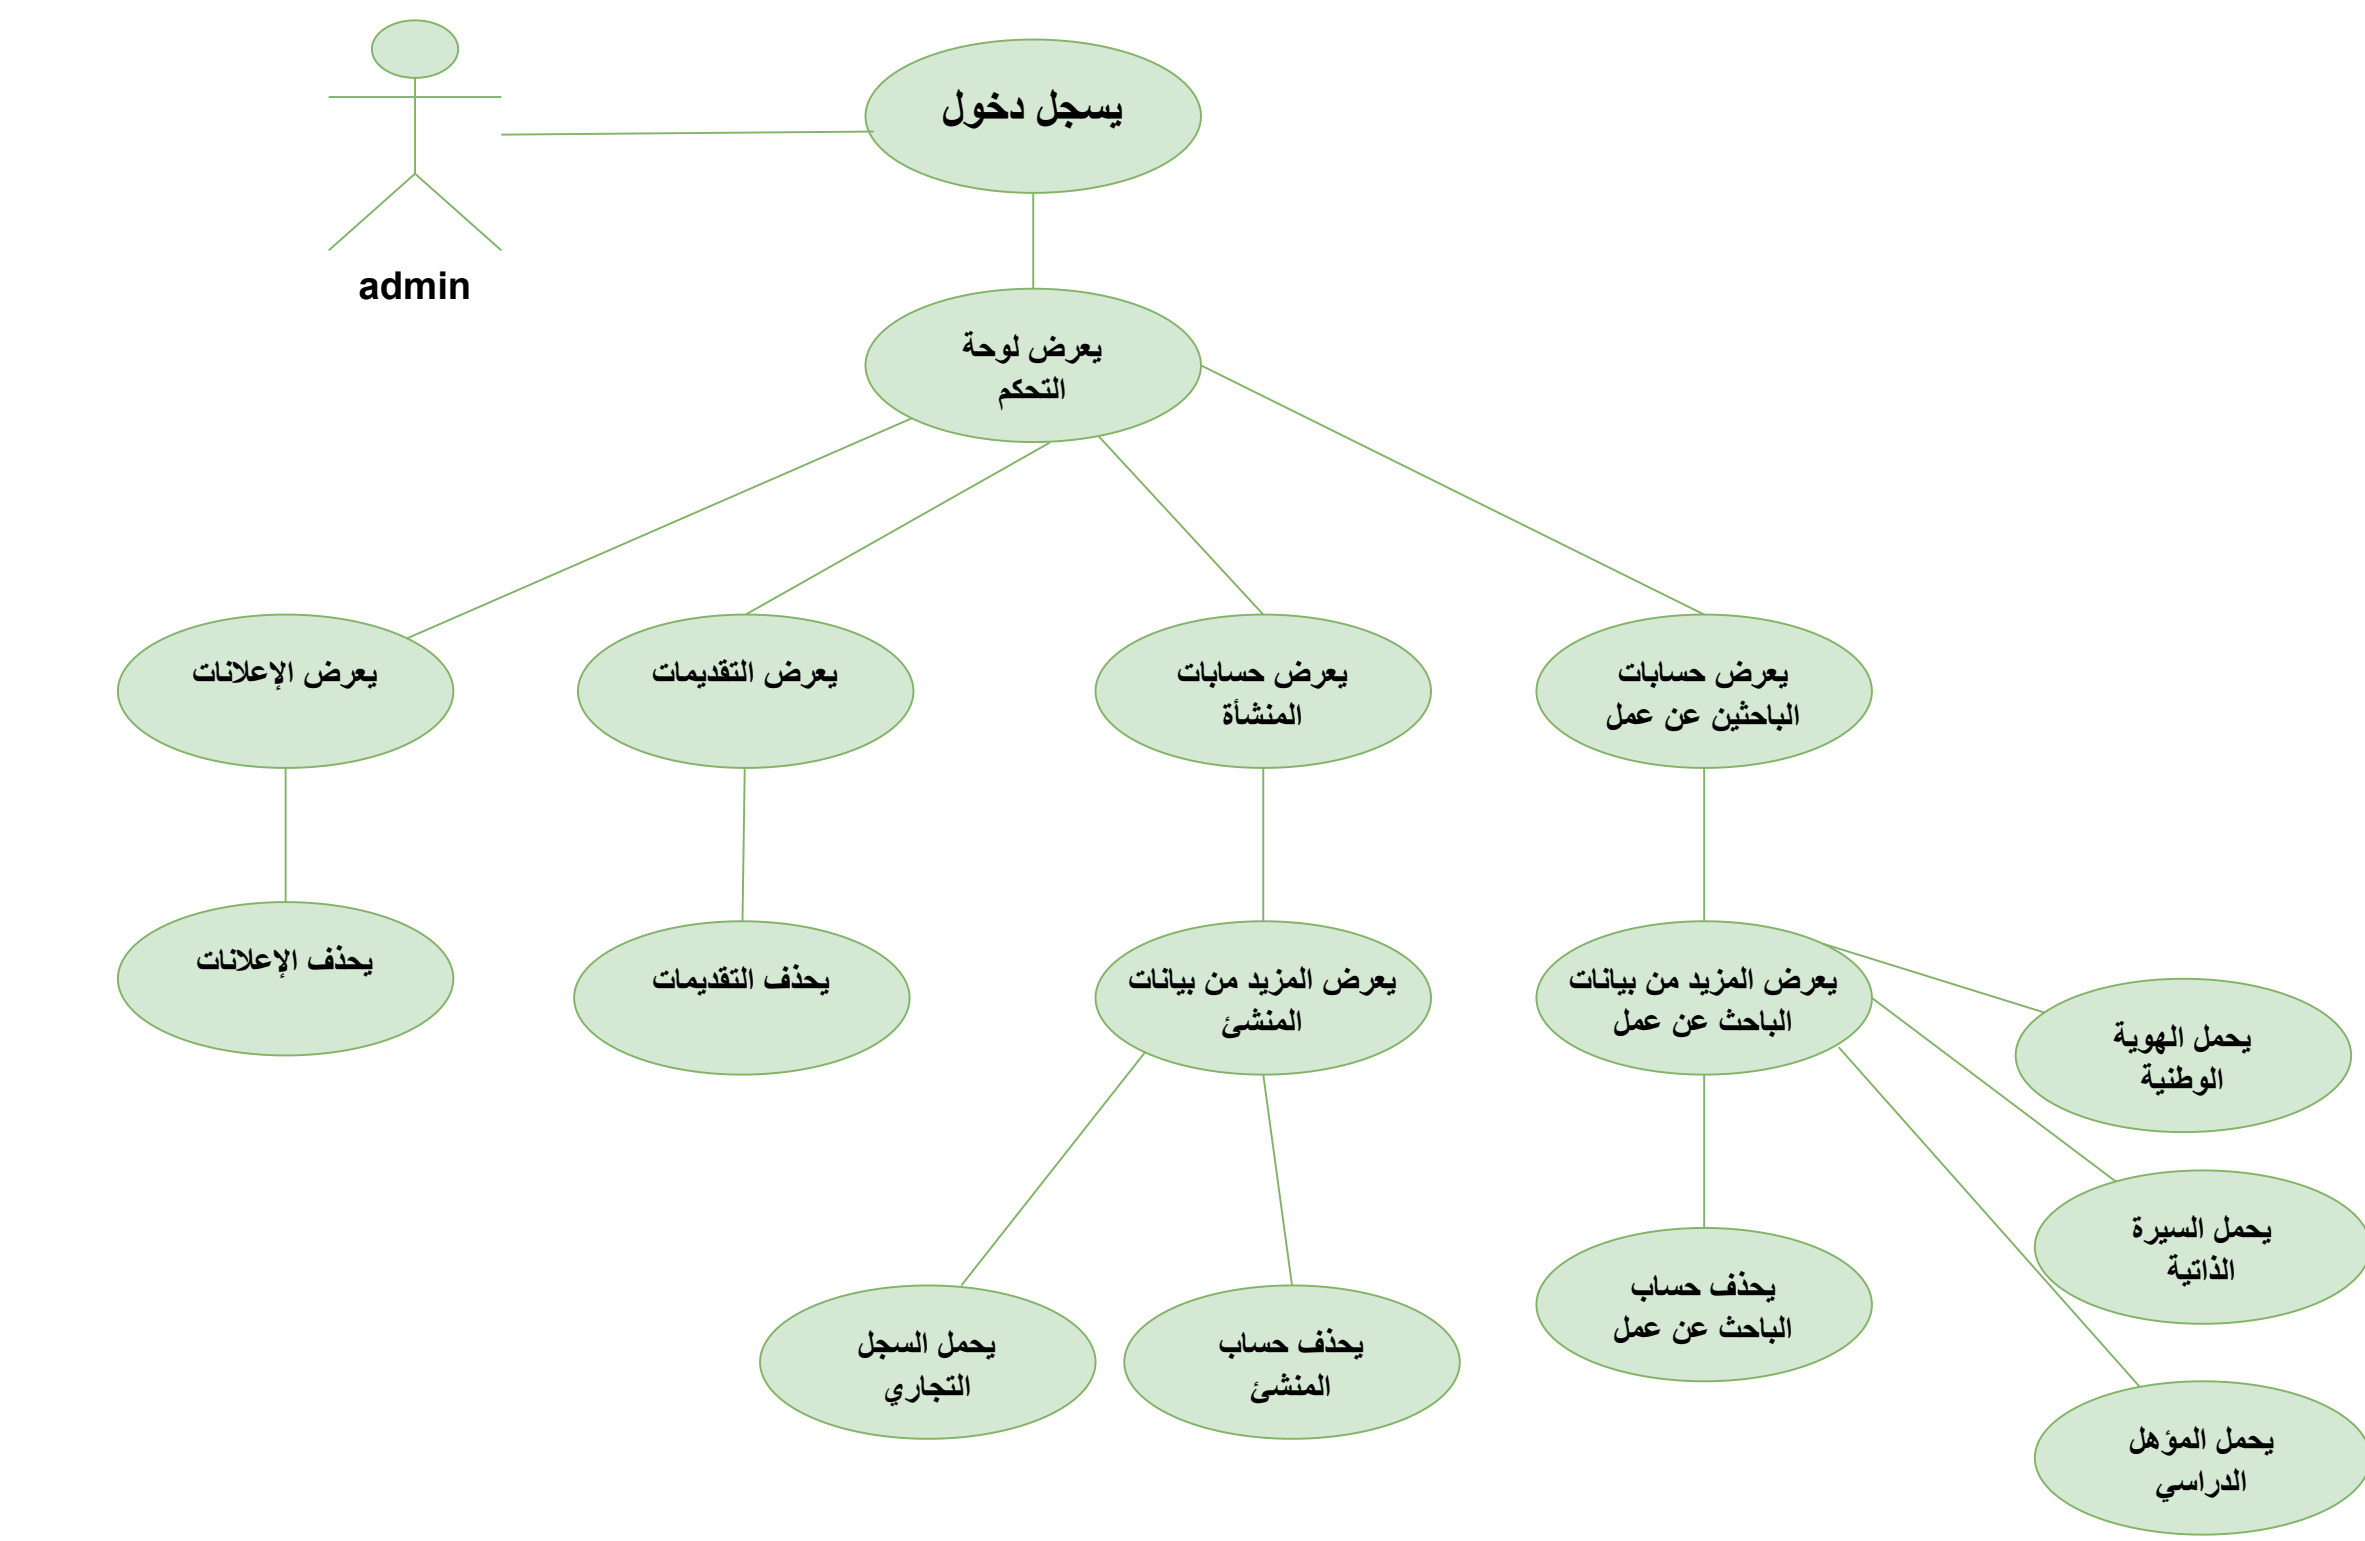 يسجل دخول
admin
يعرض لوحة
التحكم
يعرض الإعلانات
يعرض التقديمات
يعرض حسابات
المنشأة
يعرض حسابات
الباحثين عن عمل
يحذف الإعلانات
يحذف التقديمات
يعرض المزيد من بيانات
المنشئ
يعرض المزيد من بيانات
الباحث عن عمل
يحمل الهوية
الوطنية
يحمل السيرة
الذاتية
يحذف حساب
الباحث عن عمل
يحمل السجل
التجاري
يحذف حساب
المنشئ
يحمل المؤهل
الدراسي